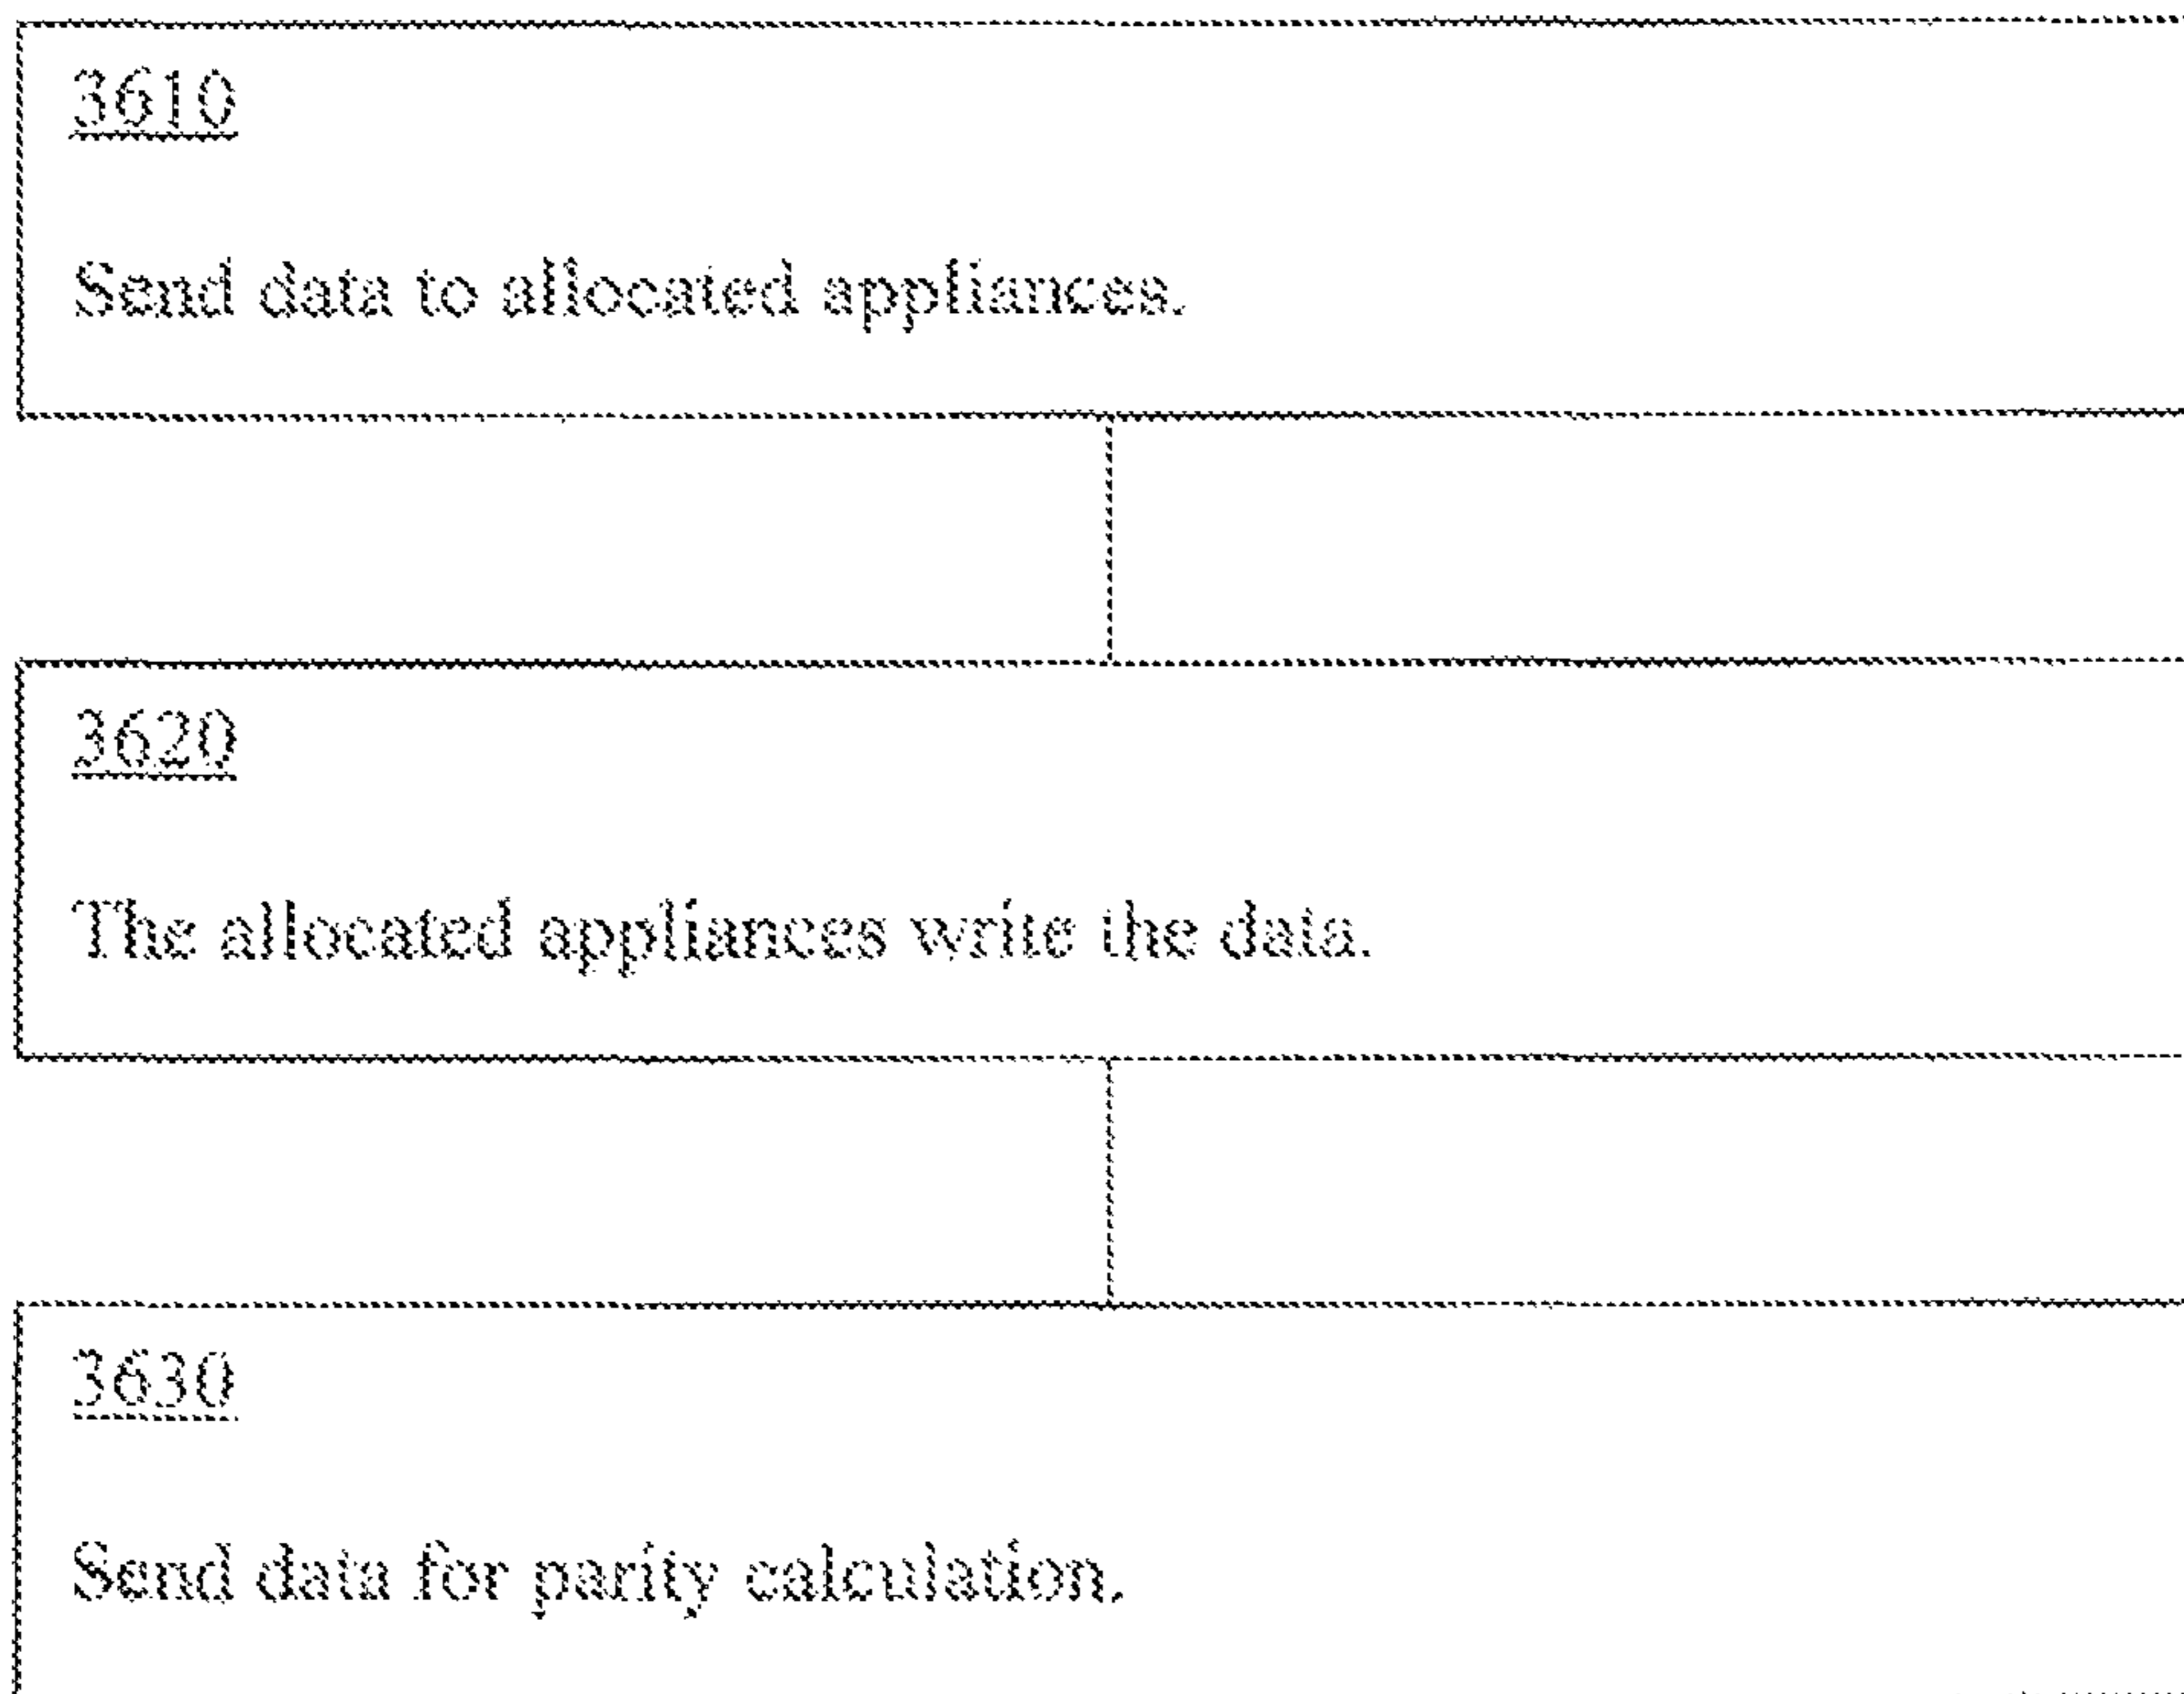 3610
Send data to allocated appliances.
3620
The allocated appliances write the data.
3630
Send data for parity calculation.